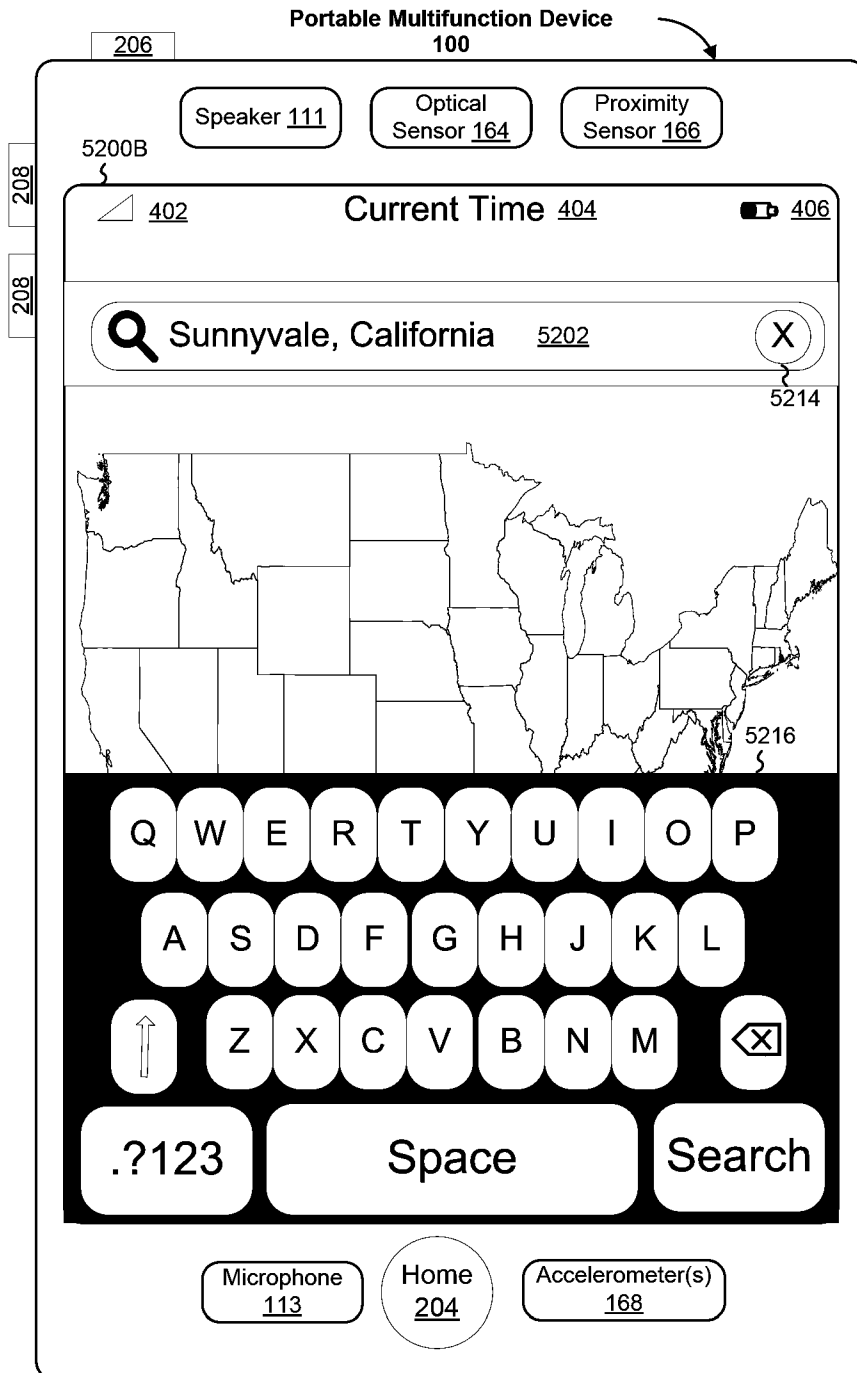 Portable Multifunction Device
100
206
Speaker 111
Optical
Sensor 164
Proximity
Sensor 166
5200B
208
402
Current Time 404
406
208
Sunnyvale, California 5202 X
5214
5216
Q W E R T Y U I O P
A S D F G H J K L
Z X C V B N M
.?123 Space Search
Microphone
113
Home
204
Accelerometer(s)
168